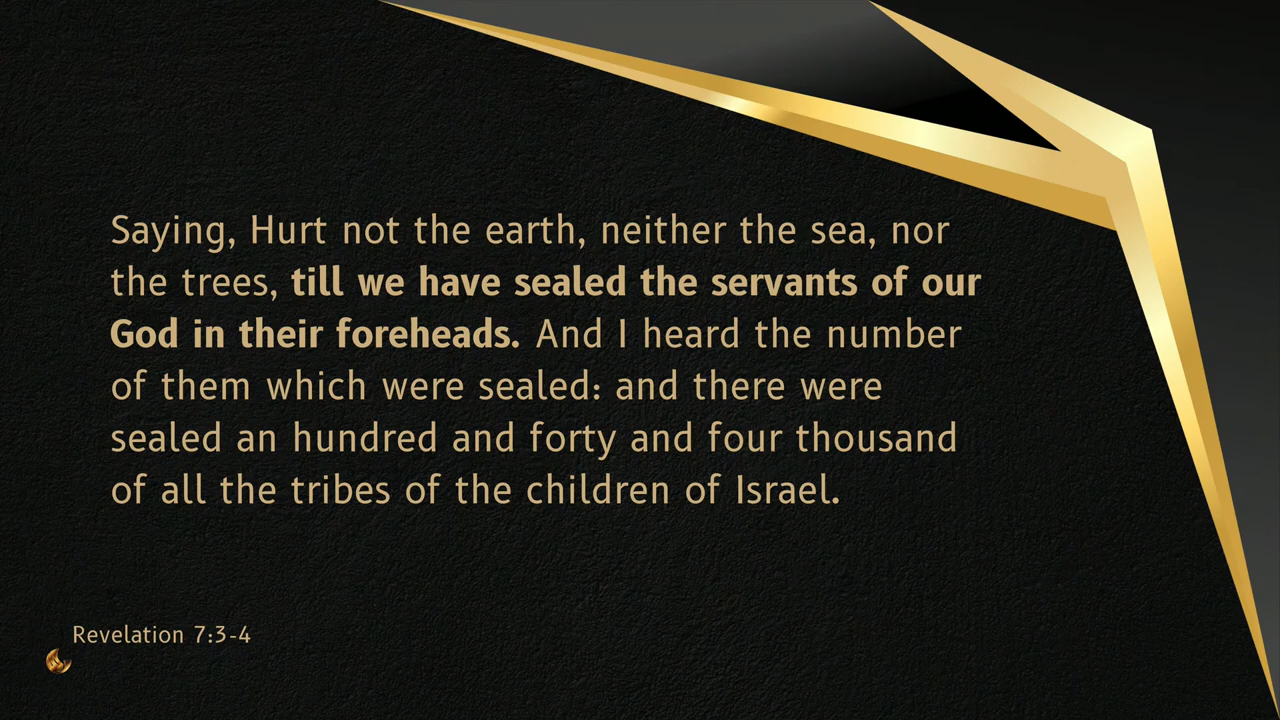 Saying, Hurt not the earth, neither the sea, nor
the trees, till we have sealed the servants of our
God in their foreheads. And I heard the number
of them which were sealed: and there were
sealed an hundred and forty and four thousand
of all the tribes of the children of Israel.
Revelation 7:3-4